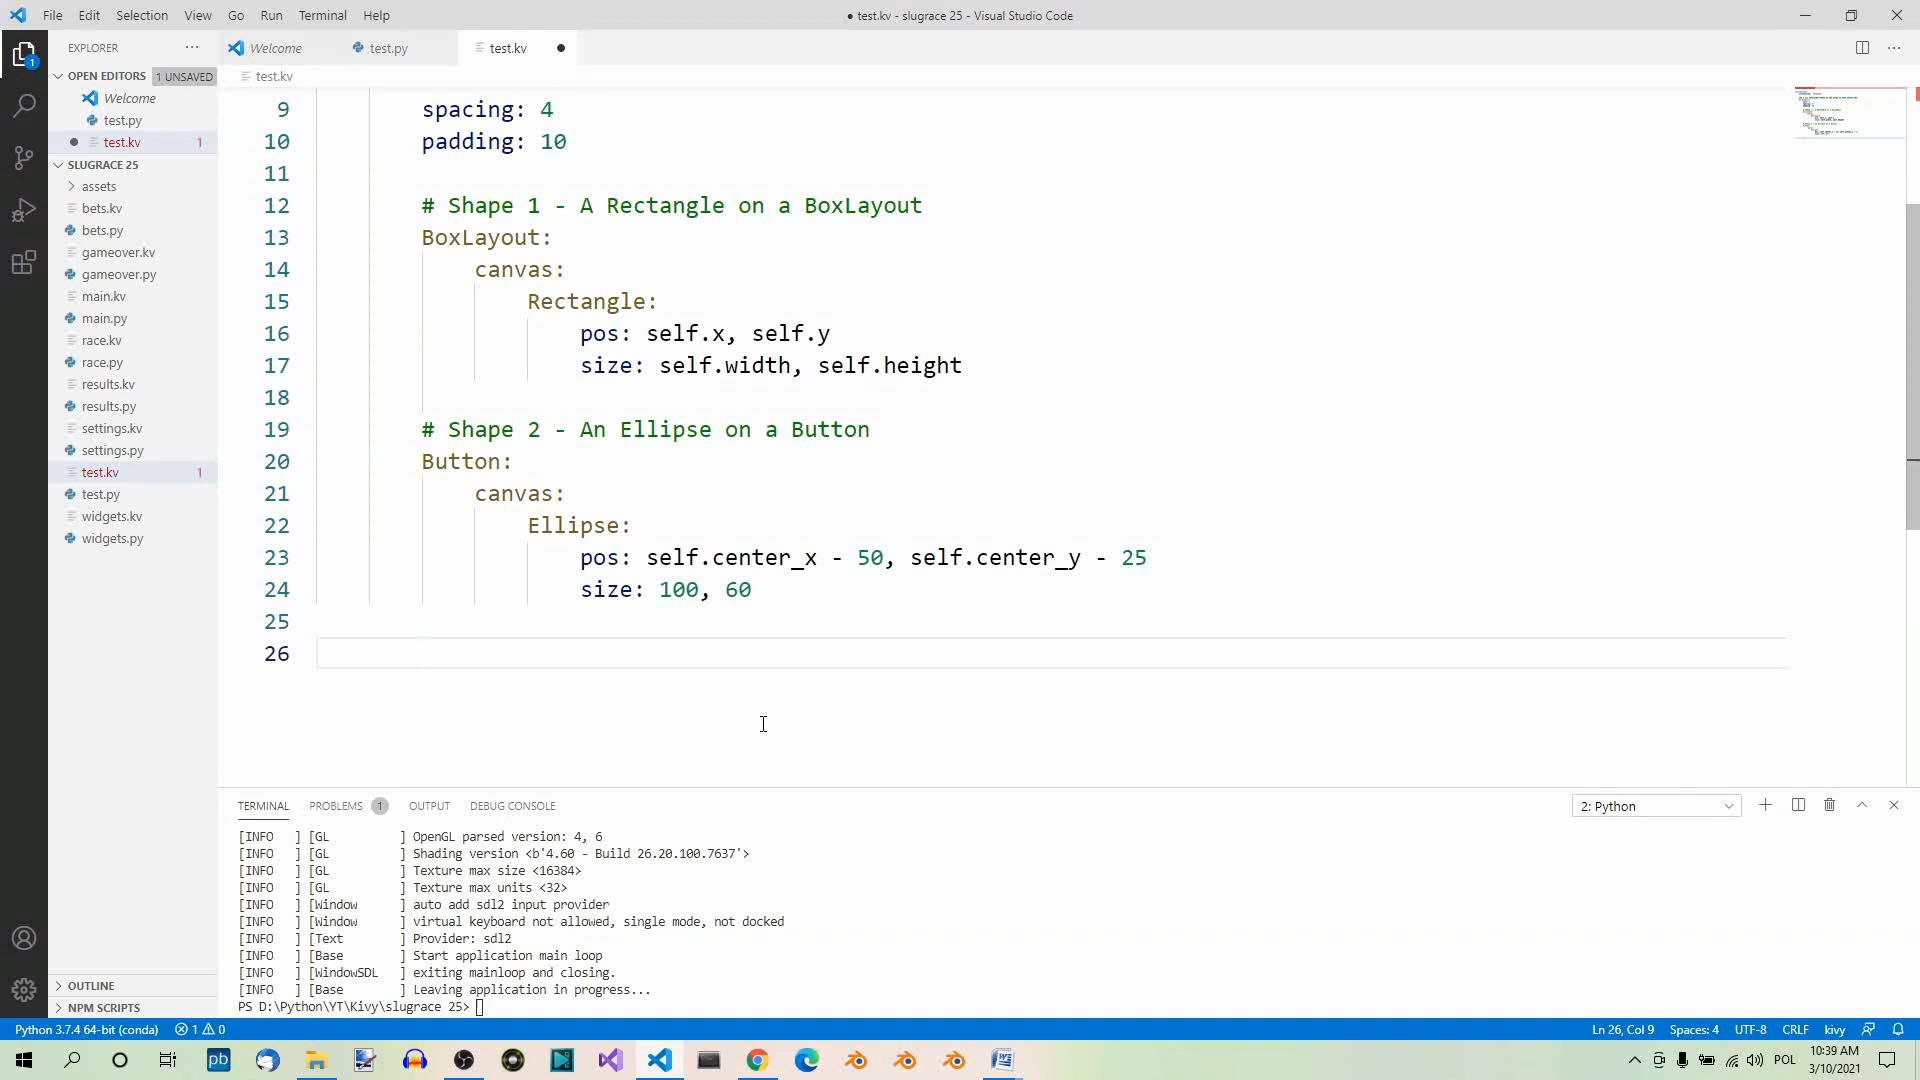 File Edit Selection View Go Run Terminal Help
● test.kv - slugrace 25 - Visual Studio Code
EXPLORER ···
Welcome
test.py
test.kv
OPEN EDITORS 1 UNSAVED
Welcome
test.py
test.kv 1
SLUGRACE 25
assets
bets.kv
bets.py
gameover.kv
gameover.py
main.kv
main.py
race.kv
race.py
results.kv
results.py
settings.kv
settings.py
test.kv 1
test.py
widgets.kv
widgets.py
OUTLINE
NPM SCRIPTS
1
test.kv
9 spacing: 4
10 padding: 10
11
12 # Shape 1 - A Rectangle on a BoxLayout
13 BoxLayout:
14 canvas:
15 Rectangle:
16 pos: self.x, self.y
17 size: self.width, self.height
18
19 # Shape 2 - An Ellipse on a Button
20 Button:
21 canvas:
22 Ellipse:
23 pos: self.center_x - 50, self.center_y - 25
24 size: 100, 60
25
26
TERMINAL PROBLEMS 1 OUTPUT DEBUG CONSOLE
2: Python
[INFO   ] [GL          ] OpenGL parsed version: 4, 6
[INFO   ] [GL          ] Shading version <b'4.60 - Build 26.20.100.7637'>
[INFO   ] [GL          ] Texture max size <16384>
[INFO   ] [GL          ] Texture max units <32>
[INFO   ] [Window      ] auto add sdl2 input provider
[INFO   ] [Window      ] virtual keyboard not allowed, single mode, not docked
[INFO   ] [Text        ] Provider: sdl2
[INFO   ] [Base        ] Start application main loop
[INFO   ] [WindowSDL   ] exiting mainloop and closing.
[INFO   ] [Base        ] Leaving application in progress...
PS D:\Python\YT\Kivy\slugrace 25>
Python 3.7.4 64-bit (conda) 1 0
Ln 26, Col 9 Spaces: 4 UTF-8 CRLF kivy
pb
POL
10:39 AM
3/10/2021